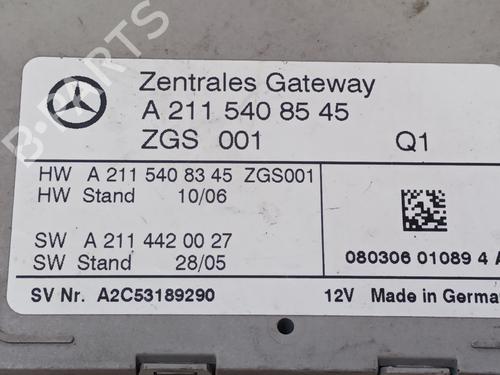 Zentrales Gateway
A 211 540 85 45
ZGS 001 Q1
HW A 211 540 83 45 ZGS001
HW Stand 10/06
SW A 211 442 00 27
SW Stand 28/05
080306 01089 4 A
SV Nr. A2C53189290 12V Made in German
B-PARTS